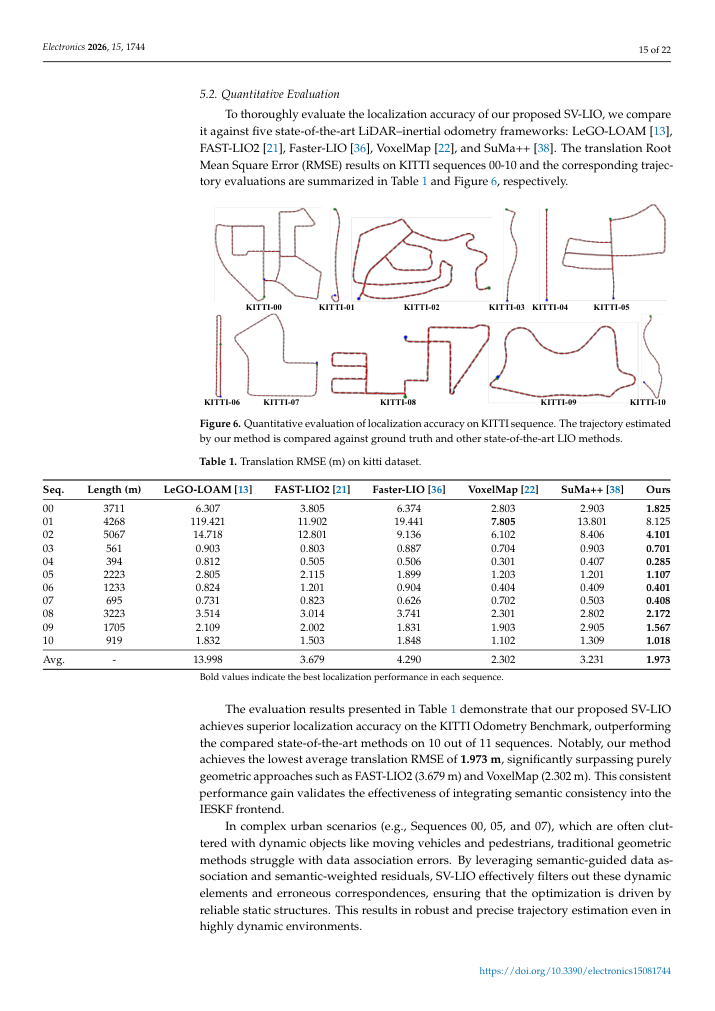 Electronics 2026, 15, 1744
15 of 22
5.2. Quantitative Evaluation
To thoroughly evaluate the localization accuracy of our proposed SV-LIO, we compare
it against five state-of-the-art LiDAR–inertial odometry frameworks: LeGO-LOAM [13],
FAST-LIO2 [21], Faster-LIO [36], VoxelMap [22], and SuMa++ [38]. The translation Root
Mean Square Error (RMSE) results on KITTI sequences 00-10 and the corresponding trajec-
tory evaluations are summarized in Table 1 and Figure 6, respectively.
KITTI-00 KITTI-01 KITTI-02 KITTI-03 KITTI-04 KITTI-05
KITTI-06 KITTI-07 KITTI-08 KITTI-09 KITTI-10
Figure 6. Quantitative evaluation of localization accuracy on KITTI sequence. The trajectory estimated
by our method is compared against ground truth and other state-of-the-art LIO methods.
Table 1. Translation RMSE (m) on kitti dataset.
Seq. Length (m) LeGO-LOAM [13] FAST-LIO2 [21] Faster-LIO [36] VoxelMap [22] SuMa++ [38] Ours
00 3711 6.307 3.805 6.374 2.803 2.903 1.825
01 4268 119.421 11.902 19.441 7.805 13.801 8.125
02 5067 14.718 12.801 9.136 6.102 8.406 4.101
03 561 0.903 0.803 0.887 0.704 0.903 0.701
04 394 0.812 0.505 0.506 0.301 0.407 0.285
05 2223 2.805 2.115 1.899 1.203 1.201 1.107
06 1233 0.824 1.201 0.904 0.404 0.409 0.401
07 695 0.731 0.823 0.626 0.702 0.503 0.408
08 3223 3.514 3.014 3.741 2.301 2.802 2.172
09 1705 2.109 2.002 1.831 1.903 2.905 1.567
10 919 1.832 1.503 1.848 1.102 1.309 1.018
Avg. - 13.998 3.679 4.290 2.302 3.231 1.973
Bold values indicate the best localization performance in each sequence.
The evaluation results presented in Table 1 demonstrate that our proposed SV-LIO
achieves superior localization accuracy on the KITTI Odometry Benchmark, outperforming
the compared state-of-the-art methods on 10 out of 11 sequences. Notably, our method
achieves the lowest average translation RMSE of 1.973 m, significantly surpassing purely
geometric approaches such as FAST-LIO2 (3.679 m) and VoxelMap (2.302 m). This consistent
performance gain validates the effectiveness of integrating semantic consistency into the
IESKF frontend.
In complex urban scenarios (e.g., Sequences 00, 05, and 07), which are often clut-
tered with dynamic objects like moving vehicles and pedestrians, traditional geometric
methods struggle with data association errors. By leveraging semantic-guided data as-
sociation and semantic-weighted residuals, SV-LIO effectively filters out these dynamic
elements and erroneous correspondences, ensuring that the optimization is driven by
reliable static structures. This results in robust and precise trajectory estimation even in
highly dynamic environments.
https://doi.org/10.3390/electronics15081744